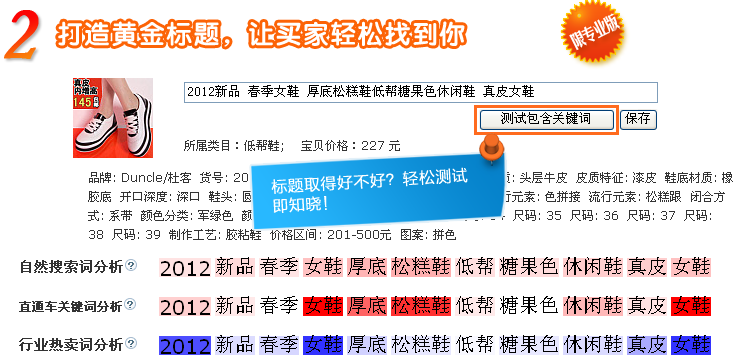 2 打造黄金标题，让买家轻松找到你
限专业版
真皮
内增高
145
2012新品 春季女鞋 厚底松糕鞋低帮糖果色休闲鞋 真皮女鞋
测试包含关键词 保存
所属类目：低帮鞋； 宝贝价格：227 元
品牌: Duncle/杜客 货号: 20 头层牛皮 皮质特征: 漆皮 鞋底材质: 橡
胶底 开口深度: 深口 鞋头: 圆 行元素: 色拼接 流行元素: 松糕跟 闭合方
式: 系带 颜色分类: 军绿色 34 尺码: 35 尺码: 36 尺码: 37 尺码:
38 尺码: 39 制作工艺: 胶粘鞋 价格区间: 201-500元 图案: 拼色
标题取得好不好？轻松测试
即知晓！
自然搜索词分析 ? 2012 新品 春季 女鞋 厚底 松糕鞋 低帮 糖果色 休闲鞋 真皮 女鞋
直通车关键词分析 ? 2012 新品 春季 女鞋 厚底 松糕鞋 低帮 糖果色 休闲鞋 真皮 女鞋
行业热卖词分析 ? 2012 新品 春季 女鞋 厚底 松糕鞋 低帮 糖果色 休闲鞋 真皮 女鞋